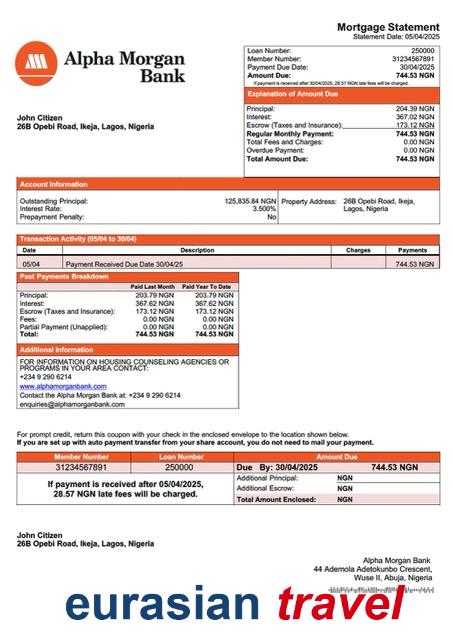 Mortgage Statement
Statement Date: 05/04/2025
Alpha Morgan
Bank
Loan Number: 250000
Member Number: 31234567891
Payment Due Date: 30/04/2025
Amount Due: 744.53 NGN
If payment is received after 30/04/2025, 28.57 NGN late fees will be charged.
Explanation of Amount Due
Principal: 204.39 NGN
Interest: 367.02 NGN
Escrow (Taxes and Insurance): 173.12 NGN
Regular Monthly Payment: 744.53 NGN
Total Fees and Charges: 0.00 NGN
Overdue Payment: 0.00 NGN
Total Amount Due: 744.53 NGN
John Citizen
26B Opebi Road, Ikeja, Lagos, Nigeria
Account Information
Outstanding Principal: 125,835.84 NGN
Interest Rate: 3.500%
Prepayment Penalty: No
Property Address: 26B Opebi Road, Ikeja,
Lagos, Nigeria
Transaction Activity (05/04 to 30/04)
Date Description Charges Payments
05/04 Payment Received Due Date 30/04/25 744.53 NGN
Past Payments Breakdown
Paid Last Month Paid Year To Date
Principal: 203.79 NGN 203.79 NGN
Interest: 367.62 NGN 367.62 NGN
Escrow (Taxes and Insurance): 173.12 NGN 173.12 NGN
Fees: 0.00 NGN 0.00 NGN
Partial Payment (Unapplied): 0.00 NGN 0.00 NGN
Total: 744.53 NGN 744.53 NGN
Additional Information
FOR INFORMATION ON HOUSING COUNSELING AGENCIES OR
PROGRAMS IN YOUR AREA CONTACT:
+234 9 290 6214
www.alphamorganbank.com
Contact the Alpha Morgan Bank at: +234 9 290 6214
enquiries@alphamorganbank.com
For prompt credit, return this coupon with your check in the enclosed envelope to the location shown below.
If you are set up with auto payment transfer from your share account, you do not need to mail your payment.
Member Number Loan Number Amount Due
31234567891 250000 Due By: 30/04/2025 744.53 NGN
If payment is received after 05/04/2025,
28.57 NGN late fees will be charged.
Additional Principal: NGN
Additional Escrow: NGN
Total Amount Enclosed: NGN
John Citizen
26B Opebi Road, Ikeja, Lagos, Nigeria
Alpha Morgan Bank
44 Ademola Adetokunbo Crescent,
Wuse II, Abuja, Nigeria
eurasian travel